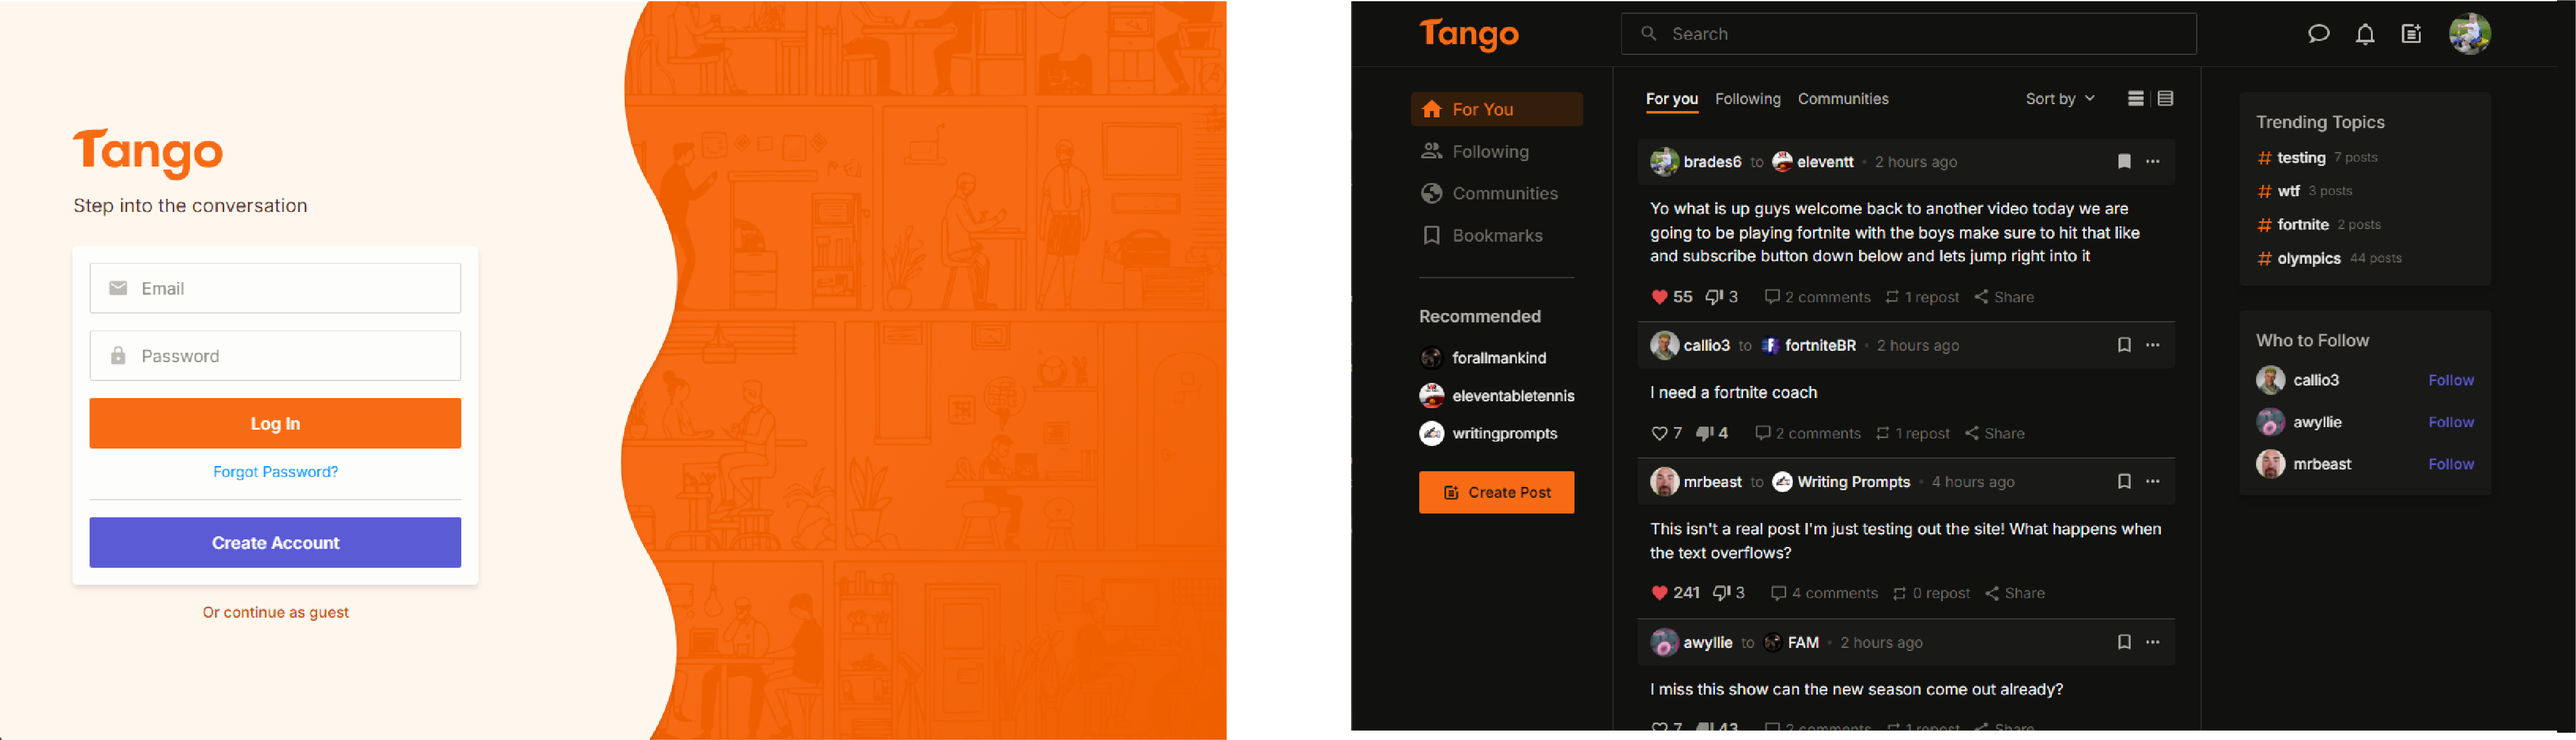 Tango
Step into the conversation
Email
Password
Log In
Forgot Password?
Create Account
Or continue as guest
Tango
Search
For You
Following
Communities
Bookmarks
Recommended
forallmankind
eleventabletennis
writingprompts
Create Post
For you Following Communities Sort by
brades6 to eleventt • 2 hours ago
Yo what is up guys welcome back to another video today we are
going to be playing fortnite with the boys make sure to hit that like
and subscribe button down below and lets jump right into it
55 3 2 comments 1 repost Share
callio3 to fortniteBR • 2 hours ago
I need a fortnite coach
7 4 2 comments 1 repost Share
mrbeast to Writing Prompts • 4 hours ago
This isn't a real post I'm just testing out the site! What happens when
the text overflows?
241 3 4 comments 0 repost Share
awyllie to FAM • 2 hours ago
I miss this show can the new season come out already?
7 43 2 comments 1 repost Share
Trending Topics
# testing 7 posts
# wtf 3 posts
# fortnite 2 posts
# olympics 44 posts
Who to Follow
callio3 Follow
awyllie Follow
mrbeast Follow